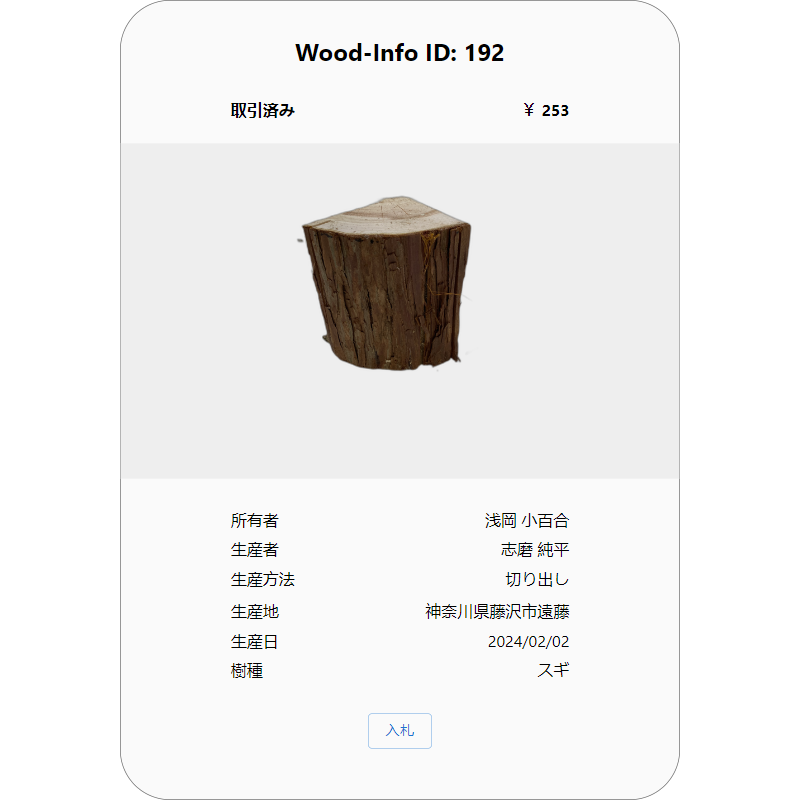 Wood-Info ID: 192
取引済み ¥ 253
所有者 浅岡 小百合
生産者 志磨 純平
生産方法 切り出し
生産地 神奈川県藤沢市遠藤
生産日 2024/02/02
樹種 スギ
入札